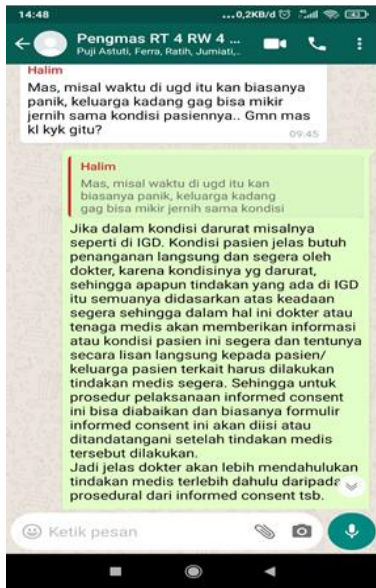 14:48
...0,2KB/d
Pengmas RT 4 RW 4 ...
Puji Astuti, Ferra, Ratih, Jumiati,...
Halim
Mas, misal waktu di ugd itu kan biasanya
panik, keluarga kadang gag bisa mikir
jernih sama kondisi pasiennya.. Gmn mas
kl kyk gitu?
09:45
Halim
Mas, misal waktu di ugd itu kan
biasanya panik, keluarga kadang
gag bisa mikir jernih sama kondisi
Jika dalam kondisi darurat misalnya
seperti di IGD. Kondisi pasien jelas butuh
penanganan langsung dan segera oleh
dokter, karena kondisinya yg darurat,
sehingga apapun tindakan yang ada di IGD
itu semuanya didasarkan atas keadaan
segera sehingga dalam hal ini dokter atau
tenaga medis akan memberikan informasi
atau kondisi pasien ini segera dan tentunya
secara lisan langsung kepada pasien/
keluarga pasien terkait harus dilakukan
tindakan medis segera. Sehingga untuk
prosedur pelaksanaan informed consent
ini bisa diabaikan dan biasanya formulir
informed consent ini akan diisi atau
ditandatangani setelah tindakan medis
tersebut dilakukan.
Jadi jelas dokter akan lebih mendahulukan
tindakan medis terlebih dahulu daripada
prosedural dari informed consent tsb.
Ketik pesan